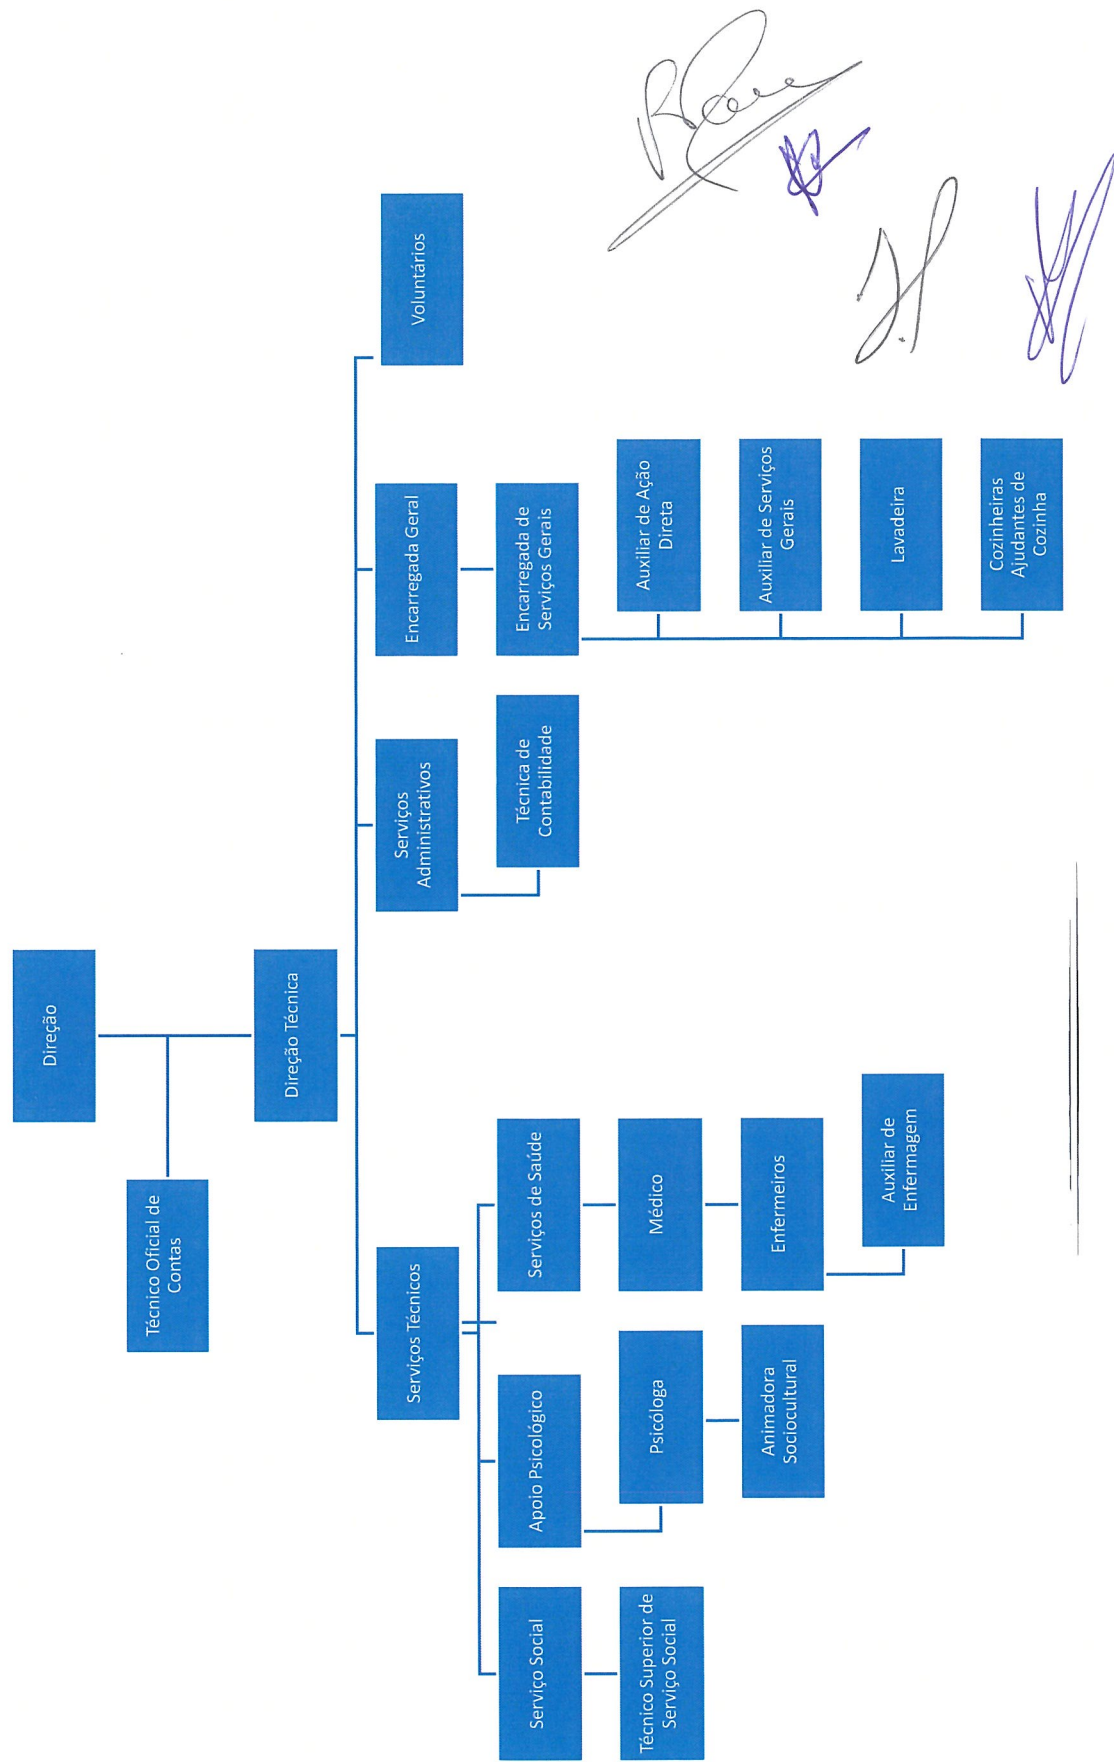 Direção
Técnico Oficial de
Contas
Direção Técnica
Serviços Técnicos
Serviços
Administrativos
Encarregada Geral
Voluntários
Serviço Social
Apoio Psicológico
Serviços de Saúde
Técnica de
Contabilidade
Encarregada de
Serviços Gerais
Técnico Superior de
Serviço Social
Psicóloga
Médico
Auxiliar de Ação
Direta
Animadora
Sociocultural
Enfermeiros
Auxiliar de Serviços
Gerais
Auxiliar de
Enfermagem
Lavadeira
Cozinheiras
Ajudantes de
Cozinha